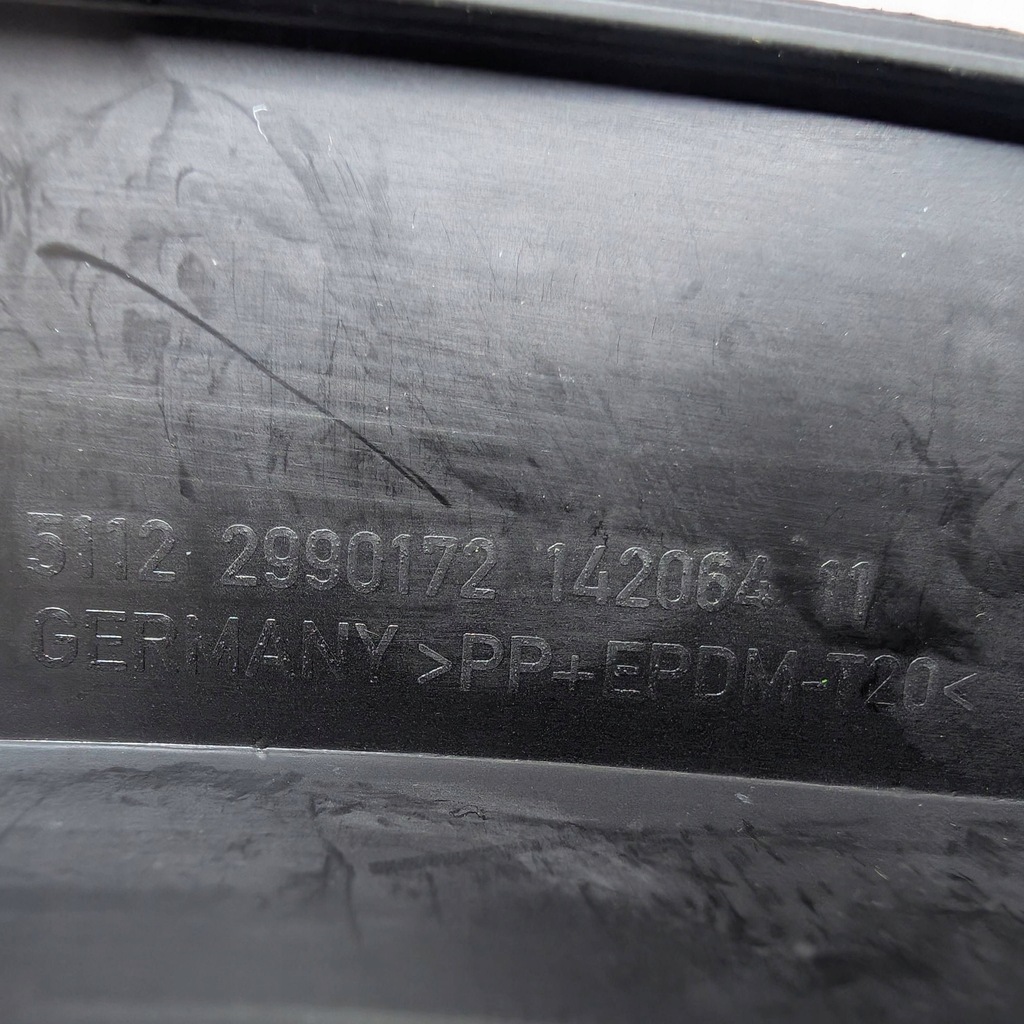 5112 2990172 142064 11
GERMANY >PP+EPDM-T20<